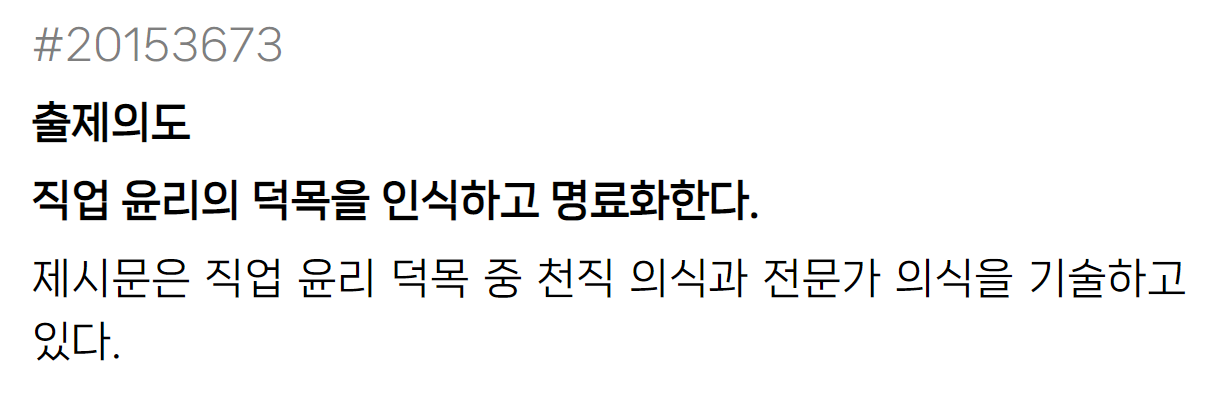 #20153673
출제의도
직업 윤리의 덕목을 인식하고 명료화한다.
제시문은 직업 윤리 덕목 중 천직 의식과 전문가 의식을 기술하고
있다.